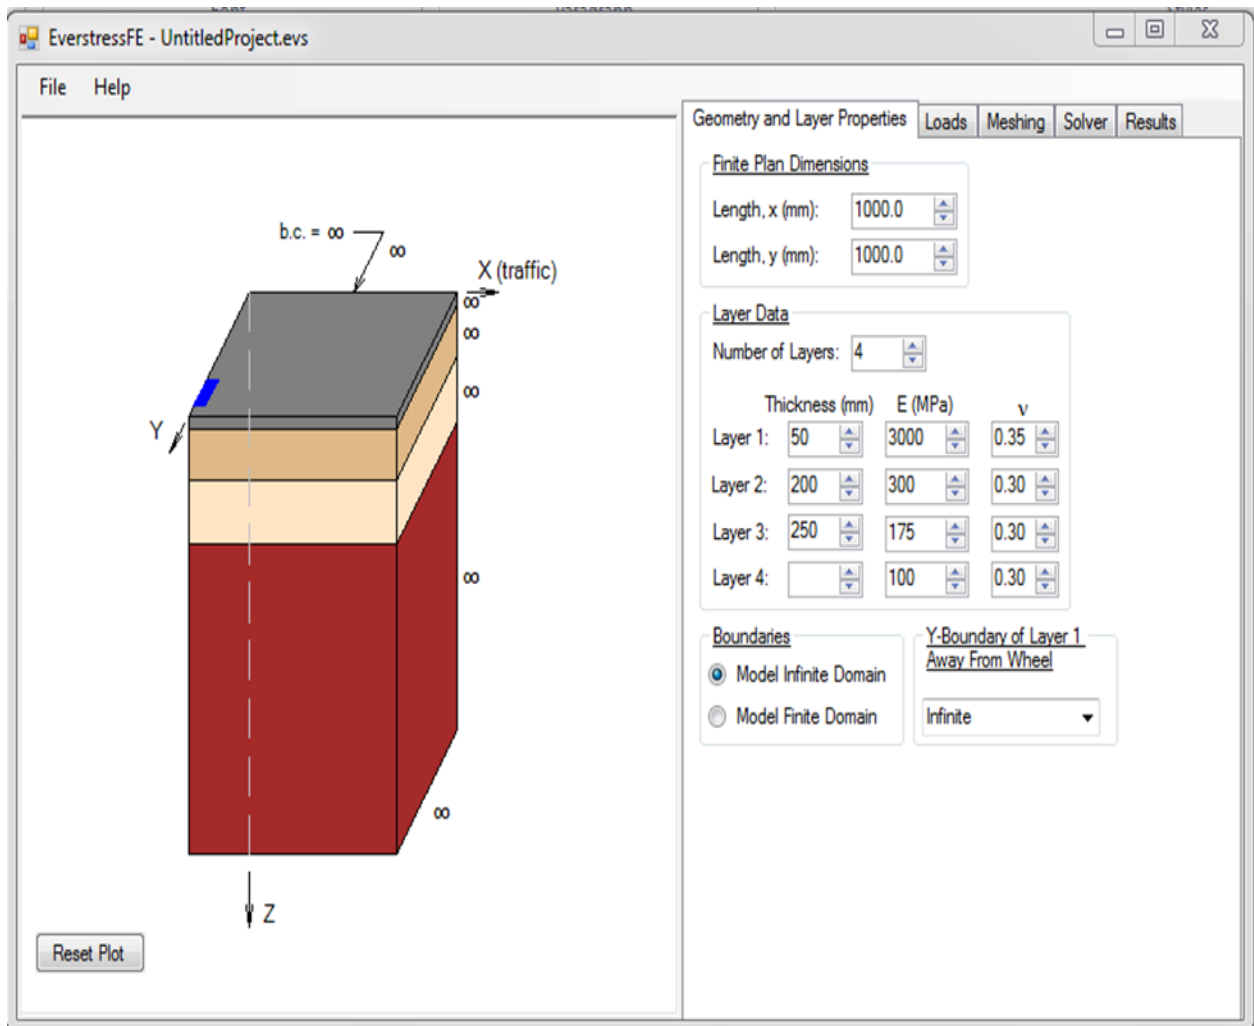 Font Paragraph Styles
EverstressFE - UntitledProject.evs
File Help
Geometry and Layer Properties Loads Meshing Solver Results
Finite Plan Dimensions
Length, x (mm): 1000.0
Length, y (mm): 1000.0
Layer Data
Number of Layers: 4
Thickness (mm) E (MPa) ν
Layer 1: 50 3000 0.35
Layer 2: 200 300 0.30
Layer 3: 250 175 0.30
Layer 4: 100 0.30
Boundaries
Model Infinite Domain
Model Finite Domain
Y-Boundary of Layer 1
Away From Wheel
Infinite
b.c. = ∞
∞
X (traffic)
∞
∞
∞
Y
∞
∞
Z
Reset Plot